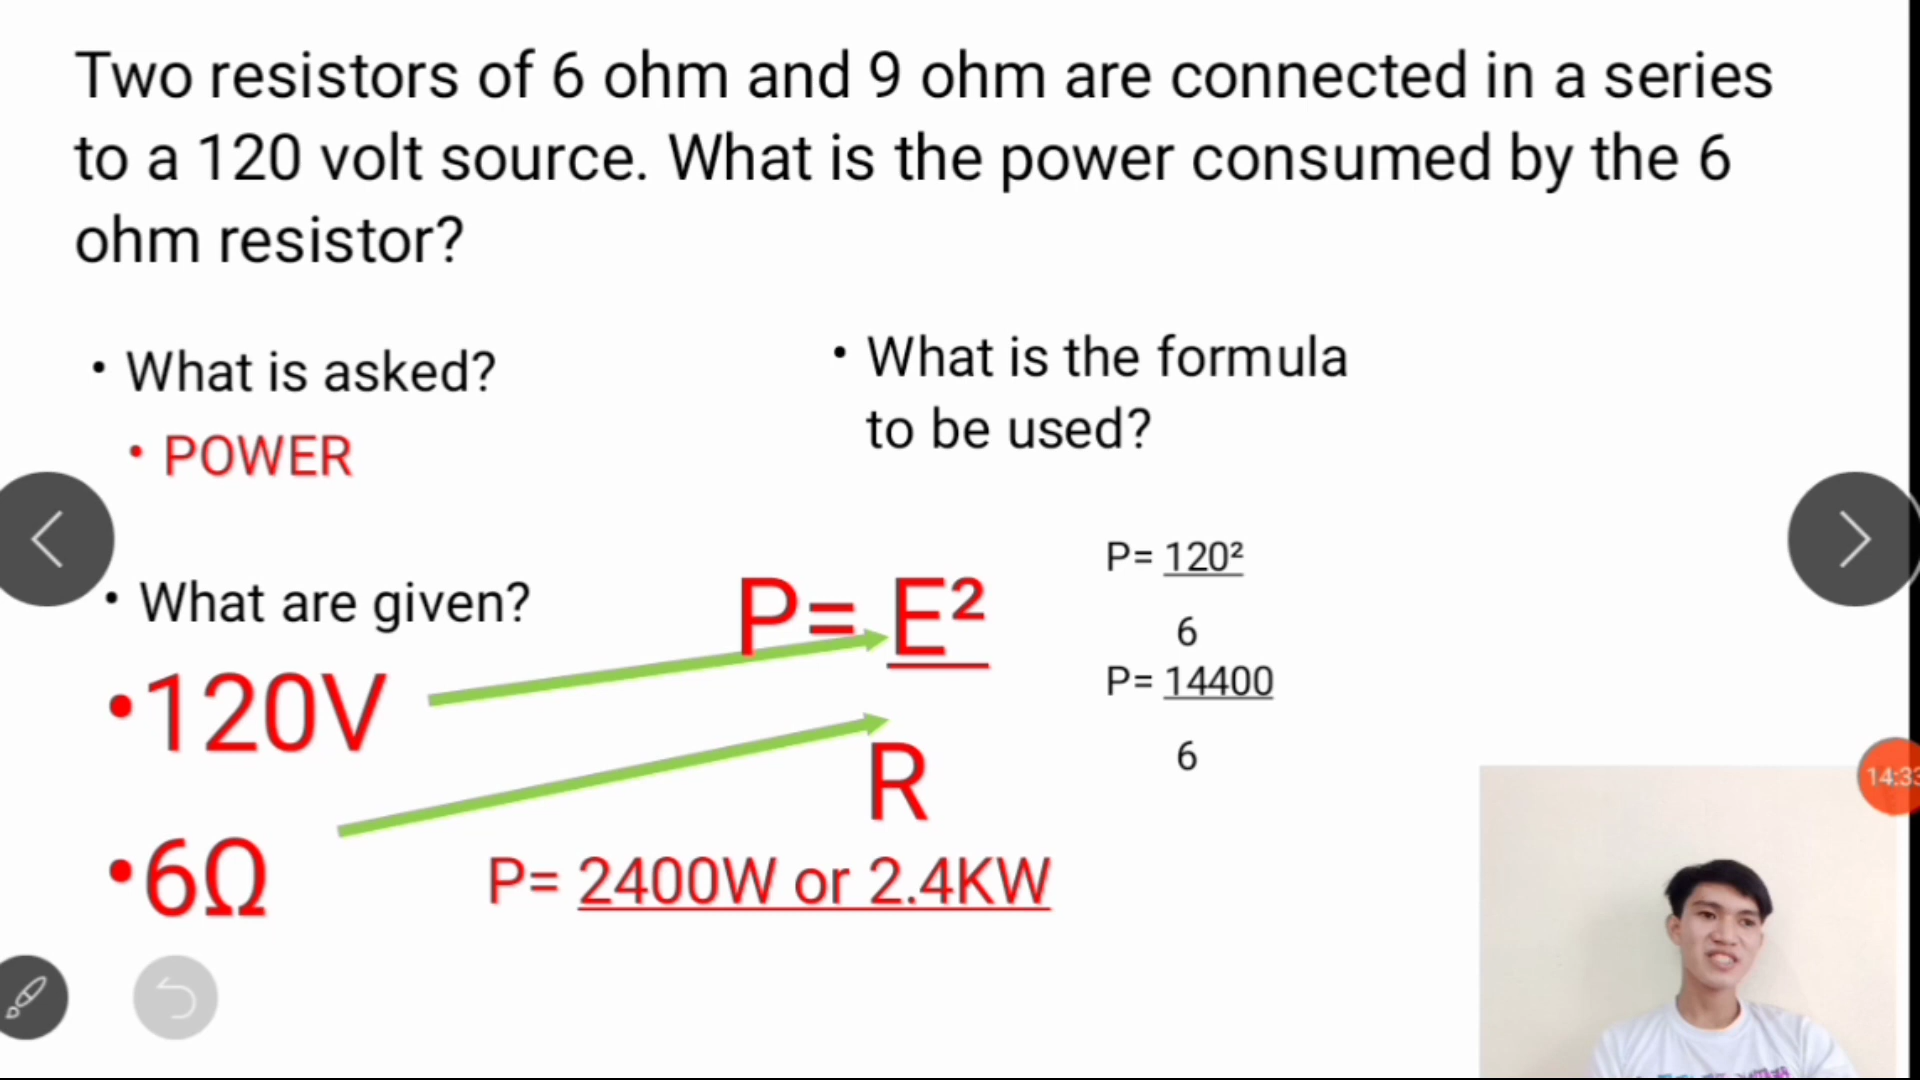 Two resistors of 6 ohm and 9 ohm are connected in a series
to a 120 volt source. What is the power consumed by the 6
ohm resistor?
• What is asked?
• POWER
• What are given?
•120V
•6Ω
• What is the formula
to be used?
P= E²
R
P= 120²
6
P= 14400
6
P= 2400W or 2.4KW